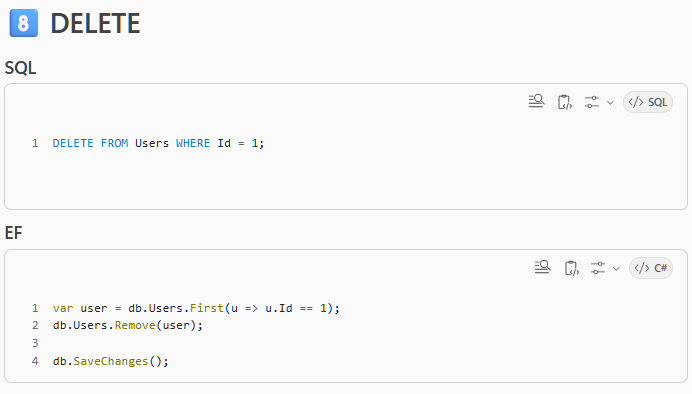 8 DELETE
SQL
</> SQL
1 DELETE FROM Users WHERE Id = 1;
EF
</> C#
1 var user = db.Users.First(u => u.Id == 1);
2 db.Users.Remove(user);
3
4 db.SaveChanges();